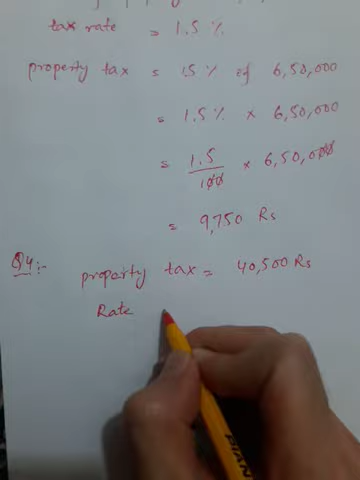 tax rate = 1.5 %
property tax = 1.5 % of 6,50,000
= 1.5 % × 6,50,000
= 1.5/100 × 6,50,000
= 9,750 Rs
Q4:- property tax = 40,500 Rs
Rate
PIAN